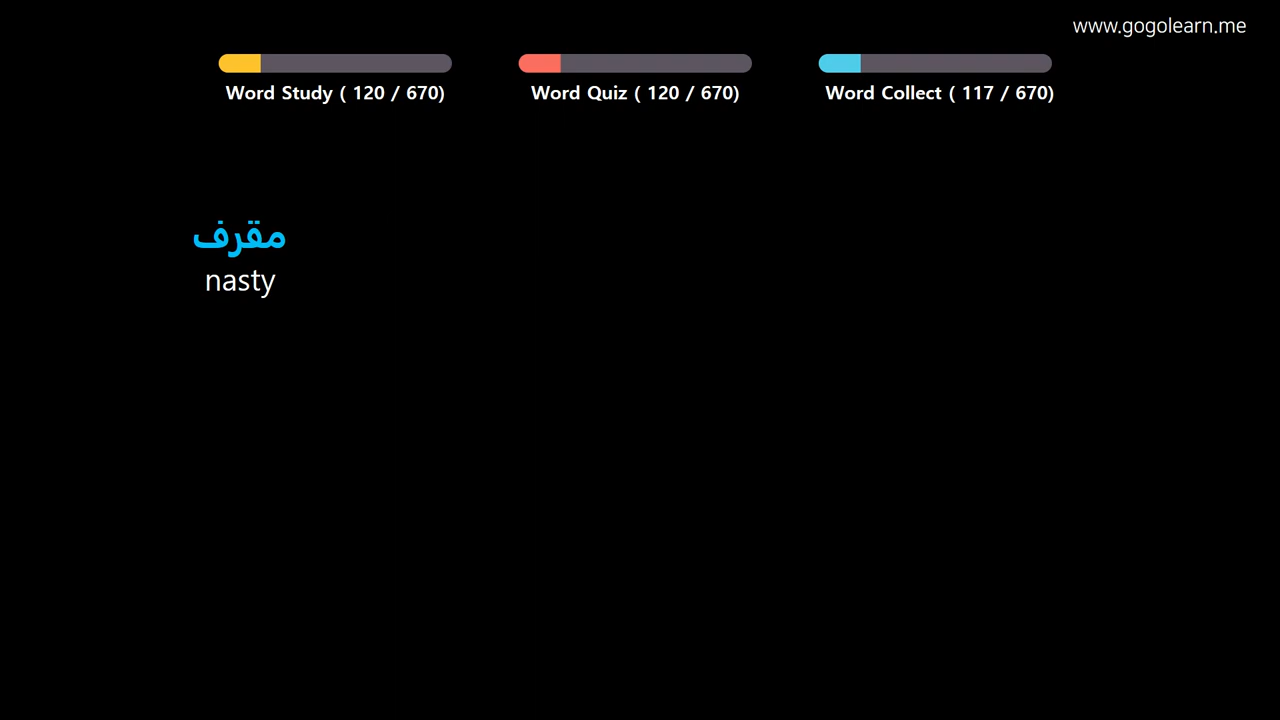 www.gogolearn.me
Word Study ( 120 / 670)
Word Quiz ( 120 / 670)
Word Collect ( 117 / 670)
مقرف
nasty